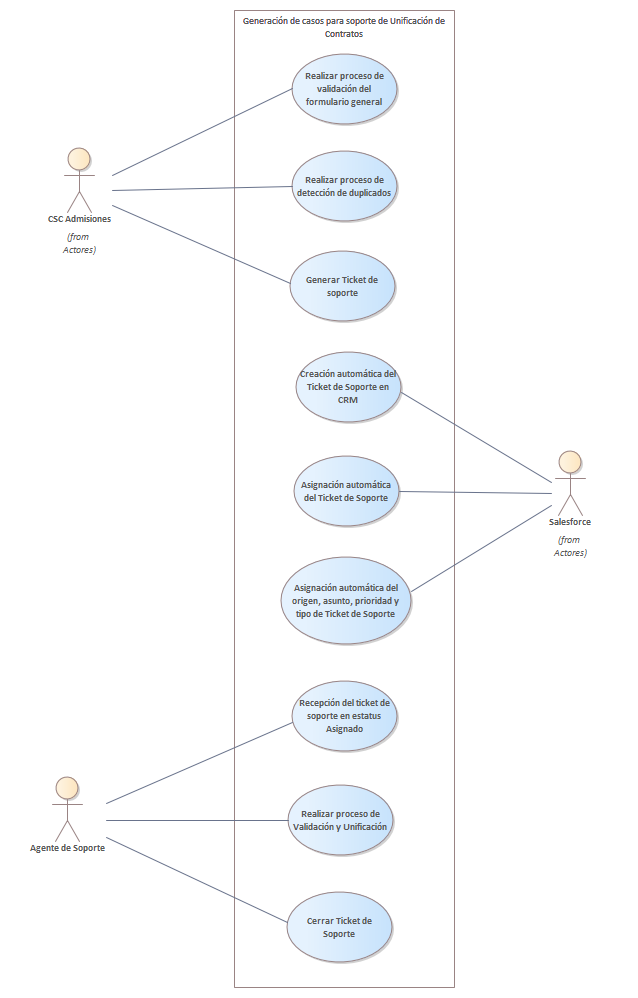 Generación de casos para soporte de Unificación de
Contratos
Realizar proceso de
validación del
formulario general
Realizar proceso de
detección de duplicados
CSC Admisiones
(from
Actores)
Generar Ticket de
soporte
Creación automática del
Ticket de Soporte en
CRM
Asignación automática
del Ticket de Soporte
Salesforce
(from
Actores)
Asignación automática del
origen, asunto, prioridad y
tipo de Ticket de Soporte
Recepción del ticket de
soporte en estatus
Asignado
Realizar proceso de
Validación y Unificación
Agente de Soporte
Cerrar Ticket de
Soporte